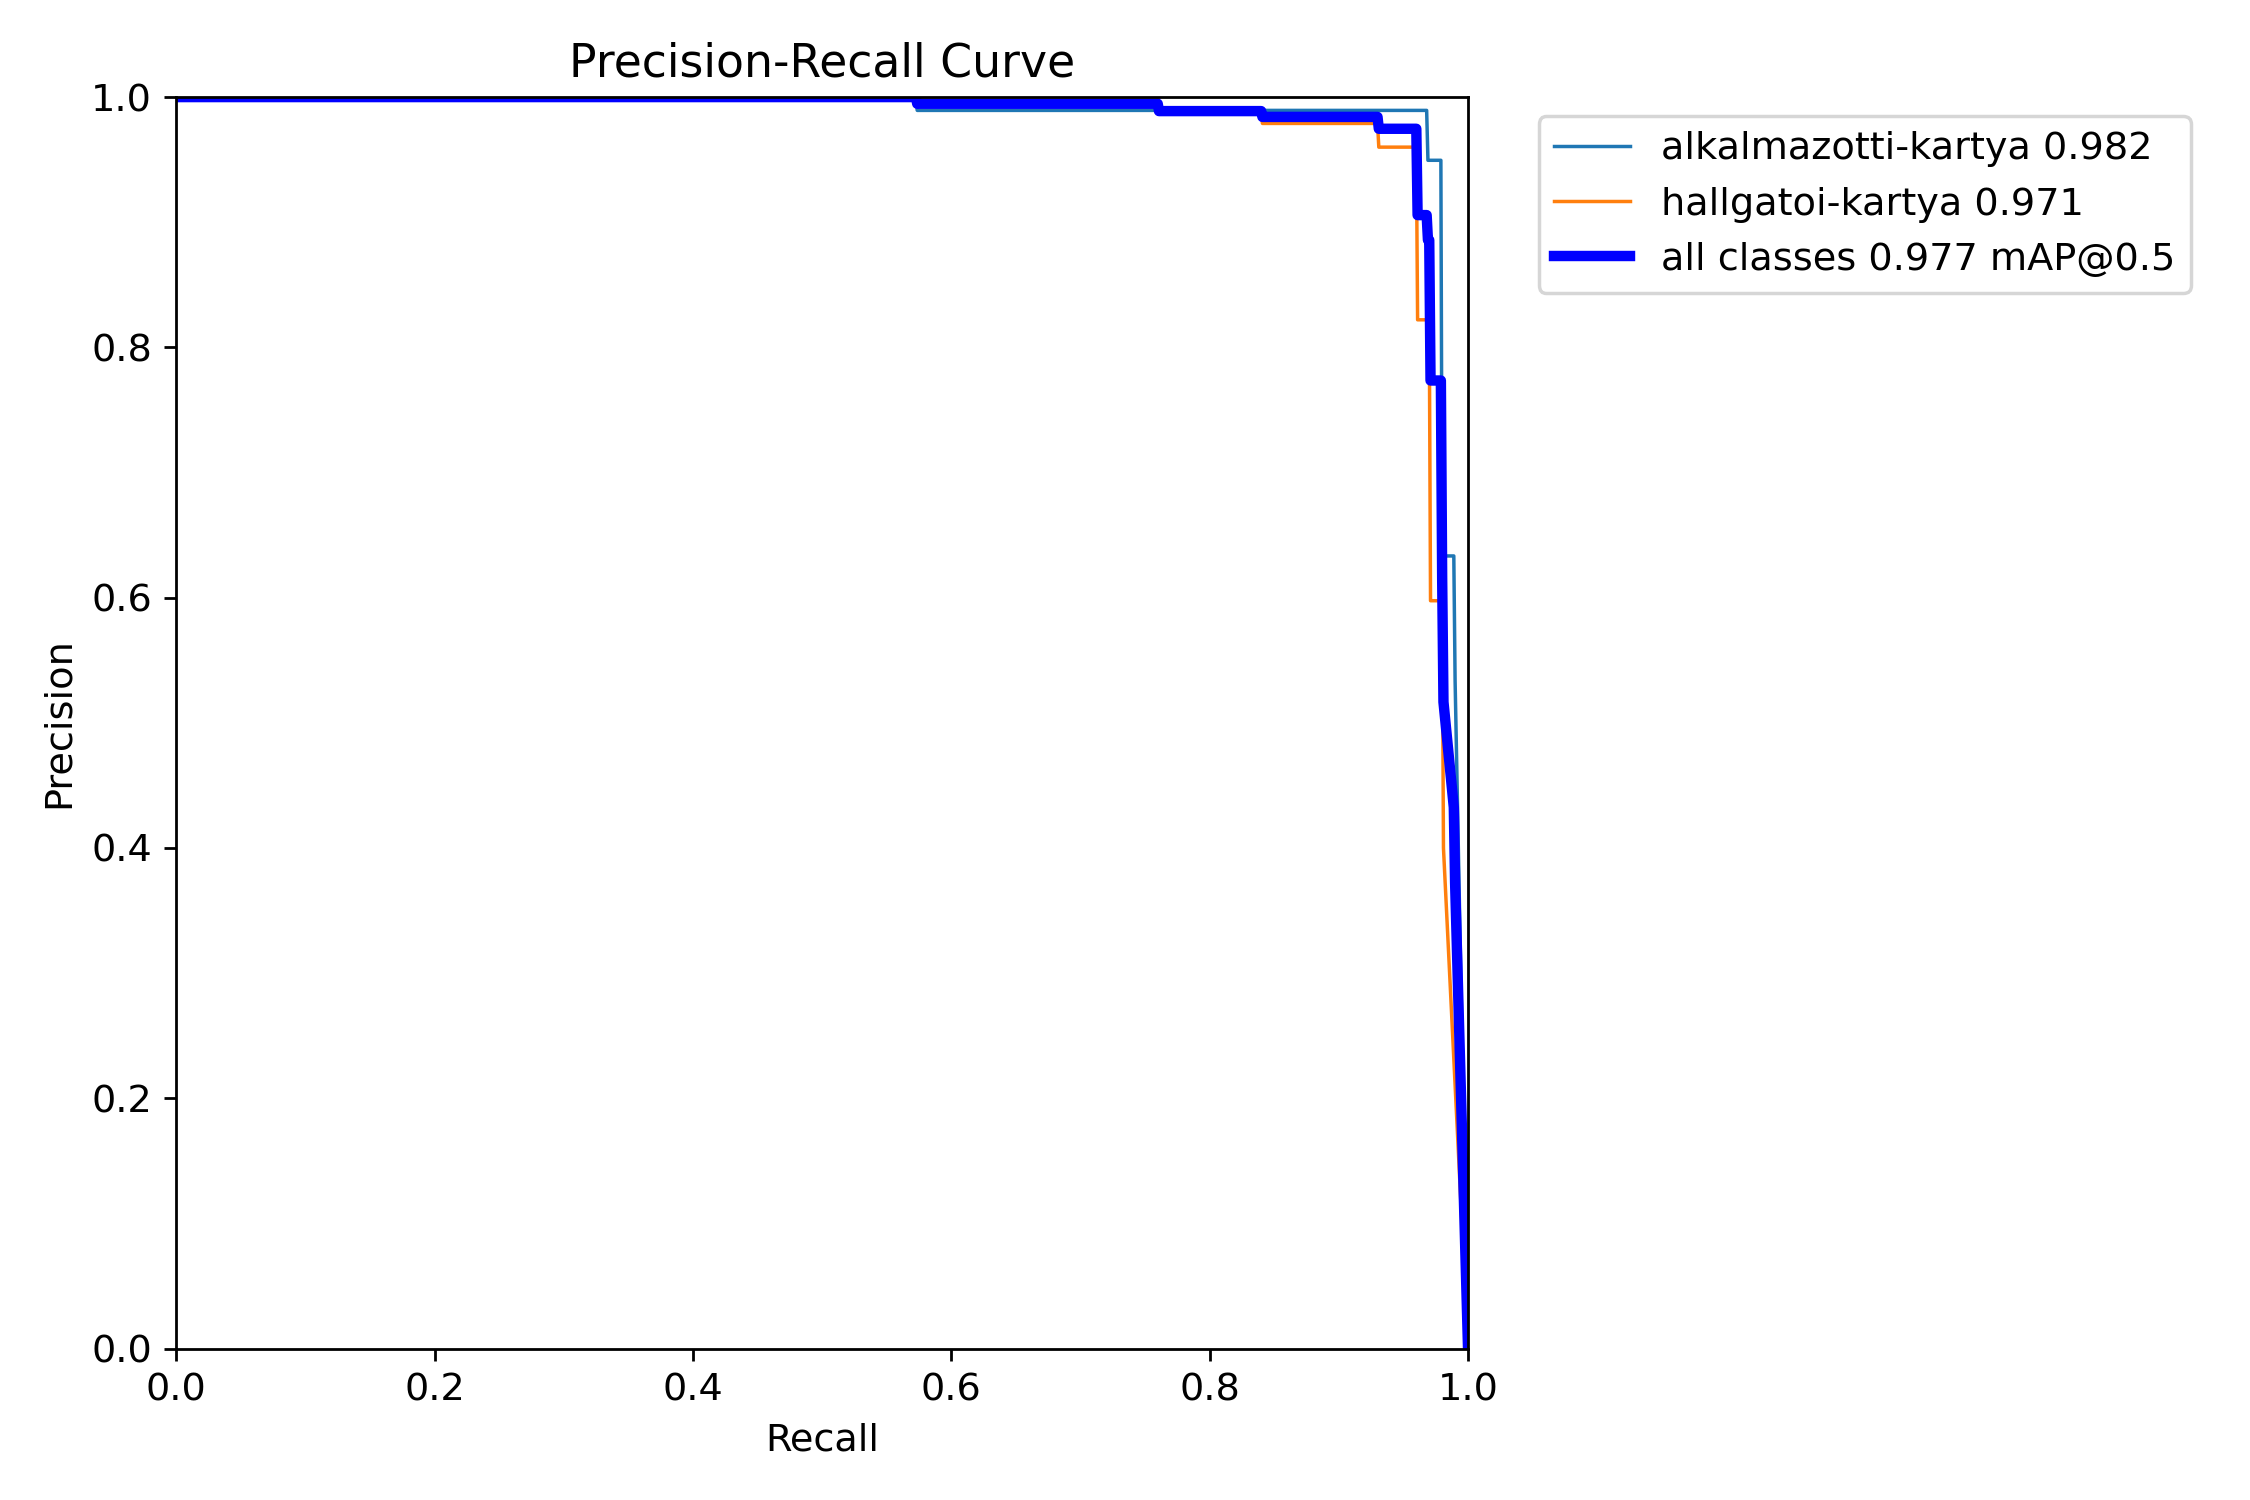 Precision-Recall Curve
1.0
0.8
0.6
0.4
0.2
0.0
Precision
0.0 0.2 0.4 0.6 0.8 1.0
Recall
alkalmazotti-kartya 0.982
hallgatoi-kartya 0.971
all classes 0.977 mAP@0.5